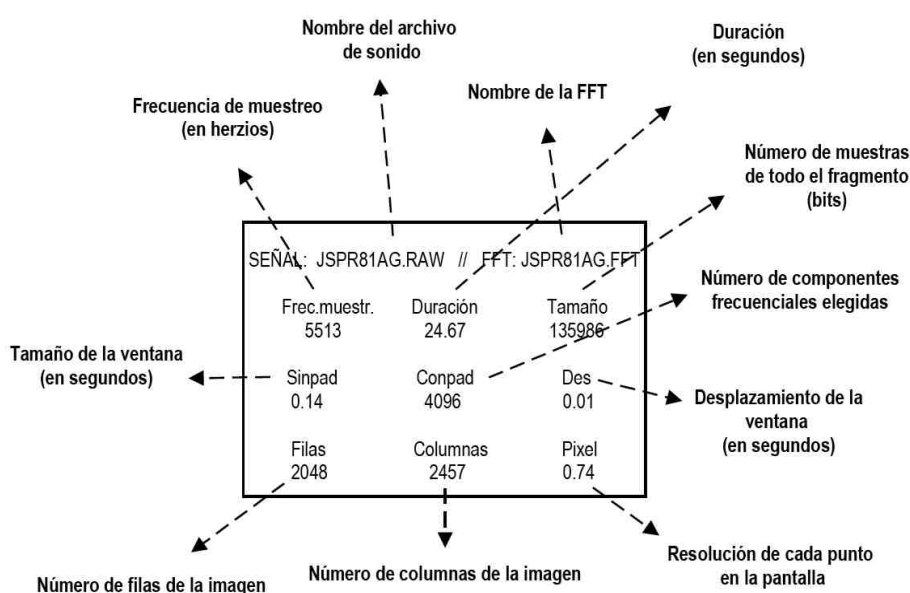 Nombre del archivo
de sonido
Duración
(en segundos)
Frecuencia de muestreo
(en herzios)
Nombre de la FFT
Número de muestras
de todo el fragmento
(bits)
SEÑAL: JSPR81AG.RAW // FFT: JSPR81AG.FFT
Número de componentes
frecuenciales elegidas
Frec.muestr. Duración Tamaño
5513 24.67 135986
Tamaño de la ventana
(en segundos)
Sinpad Conpad Des
0.14 4096 0.01
Desplazamiento de la
ventana
(en segundos)
Filas Columnas Pixel
2048 2457 0.74
Número de filas de la imagen
Número de columnas de la imagen
Resolución de cada punto
en la pantalla